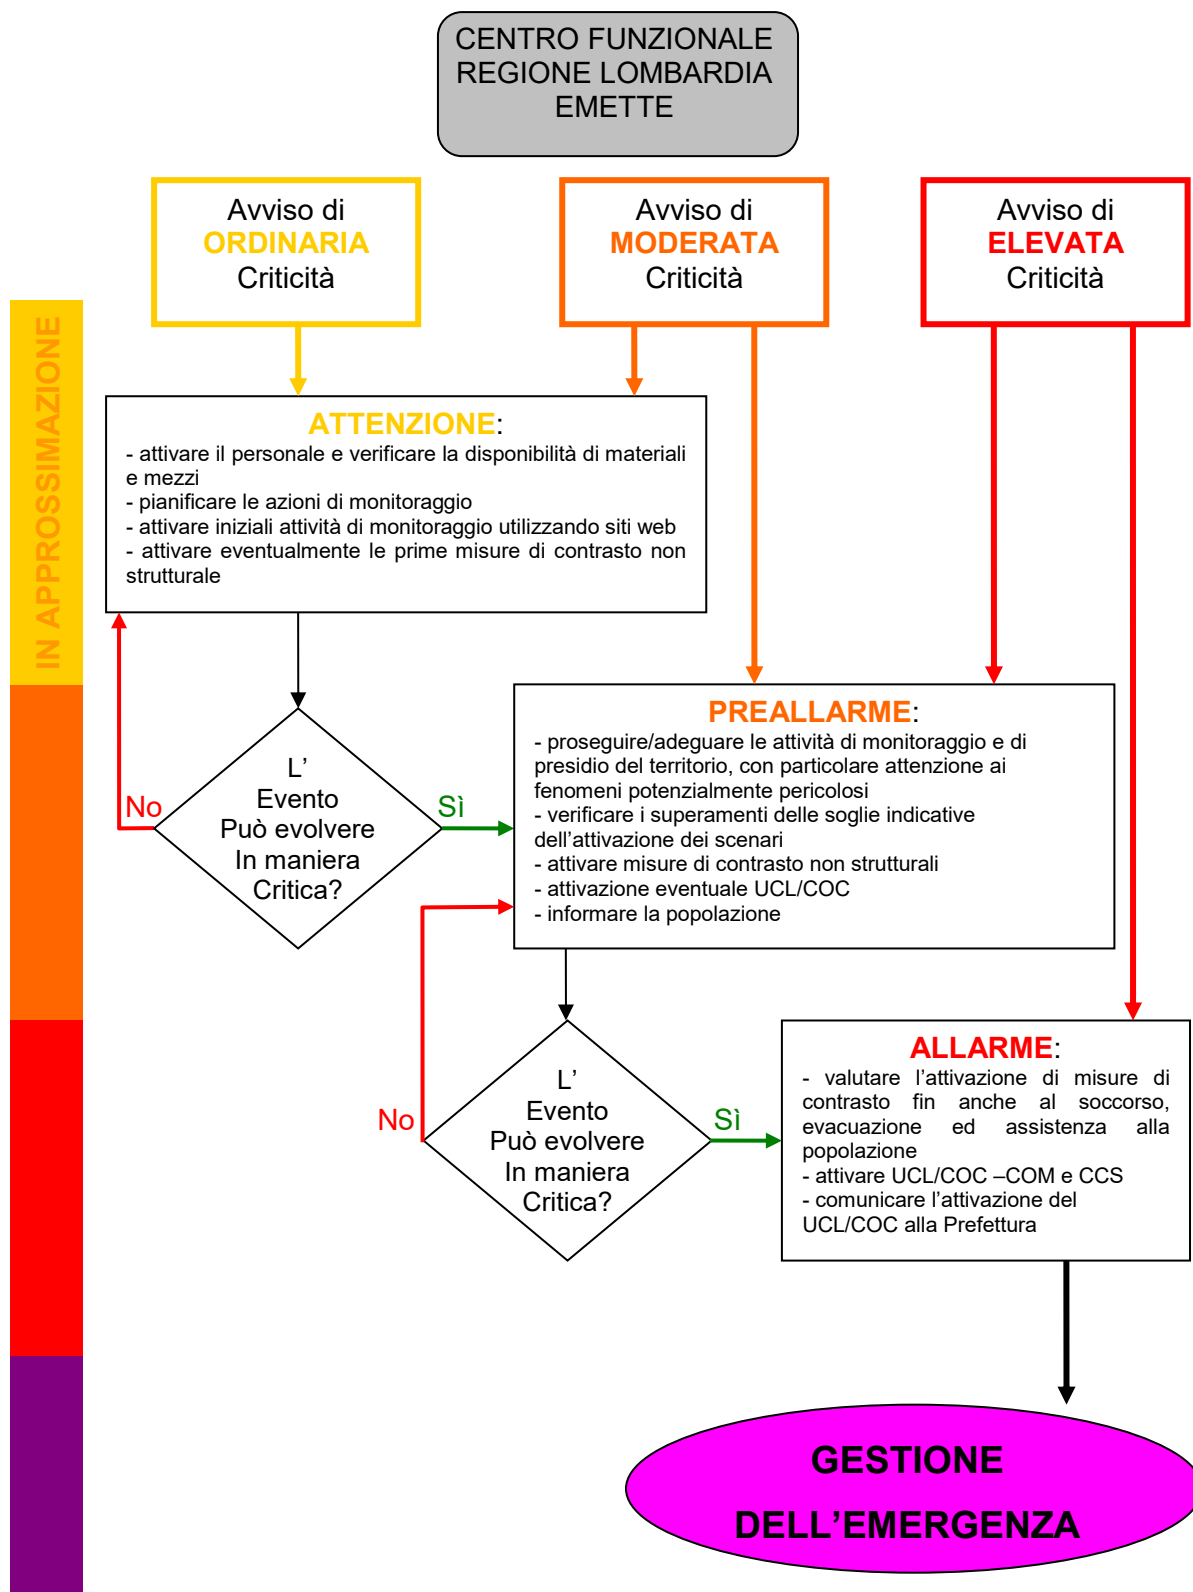 CENTRO FUNZIONALE
REGIONE LOMBARDIA
EMETTE
Avviso di
ORDINARIA
Criticità
Avviso di
MODERATA
Criticità
Avviso di
ELEVATA
Criticità
IN APPROSSIMAZIONE
ATTENZIONE:
- attivare il personale e verificare la disponibilità di materiali
e mezzi
- pianificare le azioni di monitoraggio
- attivare iniziali attività di monitoraggio utilizzando siti web
- attivare eventualmente le prime misure di contrasto non
strutturale
L’
Evento
Può evolvere
In maniera
Critica?
No
Sì
PREALLARME:
- proseguire/adeguare le attività di monitoraggio e di
presidio del territorio, con particolare attenzione ai
fenomeni potenzialmente pericolosi
- verificare i superamenti delle soglie indicative
dell’attivazione dei scenari
- attivare misure di contrasto non strutturali
- attivazione eventuale UCL/COC
- informare la popolazione
L’
Evento
Può evolvere
In maniera
Critica?
No
Sì
ALLARME:
- valutare l’attivazione di misure di
contrasto fin anche al soccorso,
evacuazione ed assistenza alla
popolazione
- attivare UCL/COC –COM e CCS
- comunicare l’attivazione del
UCL/COC alla Prefettura
GESTIONE
DELL’EMERGENZA